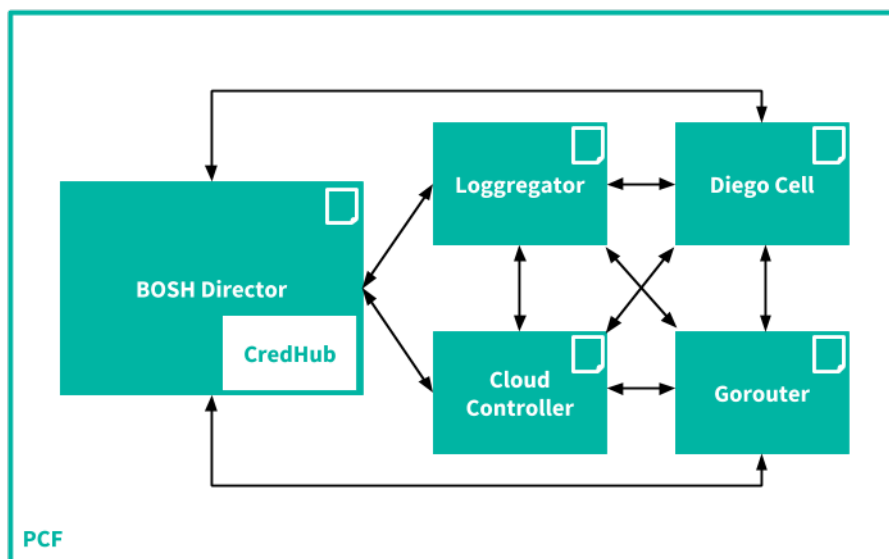 Loggregator
Diego Cell
BOSH Director
CredHub
Cloud
Controller
Gorouter
PCF